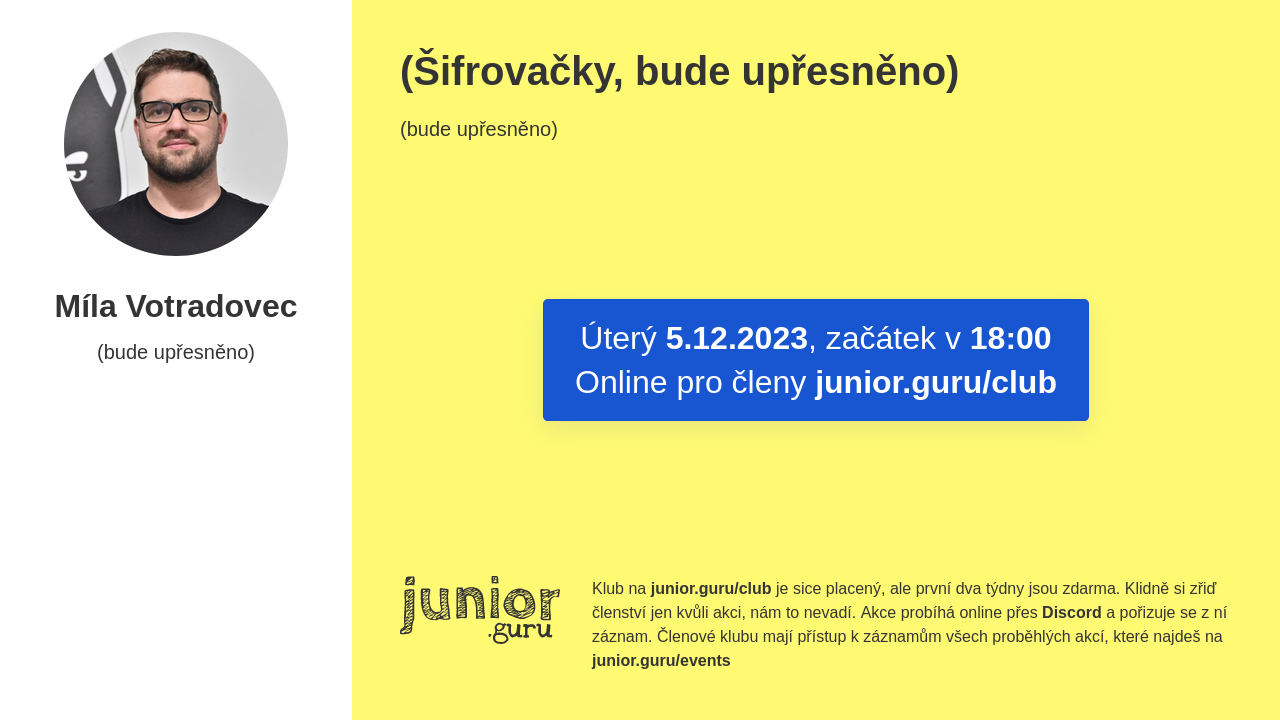 Míla Votradovec
(bude upřesněno)
(Šifrovačky, bude upřesněno)
(bude upřesněno)
Úterý 5.12.2023, začátek v 18:00
Online pro členy junior.guru/club
junior
.guru
Klub na junior.guru/club je sice placený, ale první dva týdny jsou zdarma. Klidně si zřiď
členství jen kvůli akci, nám to nevadí. Akce probíhá online přes Discord a pořizuje se z ní
záznam. Členové klubu mají přístup k záznamům všech proběhlých akcí, které najdeš na
junior.guru/events